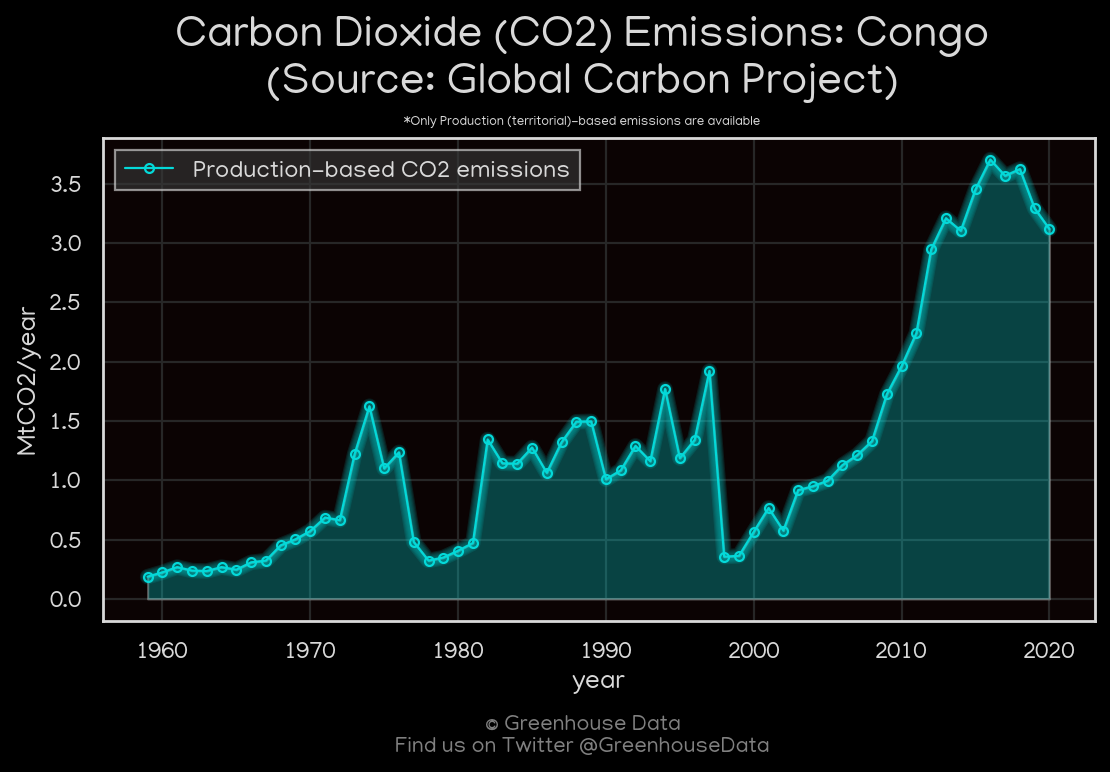 Carbon Dioxide (CO2) Emissions: Congo
(Source: Global Carbon Project)
*Only Production (territorial)-based emissions are available
Production-based CO2 emissions
MtCO2/year
3.5
3.0
2.5
2.0
1.5
1.0
0.5
0.0
1960 1970 1980 1990 2000 2010 2020
year
© Greenhouse Data
Find us on Twitter @GreenhouseData